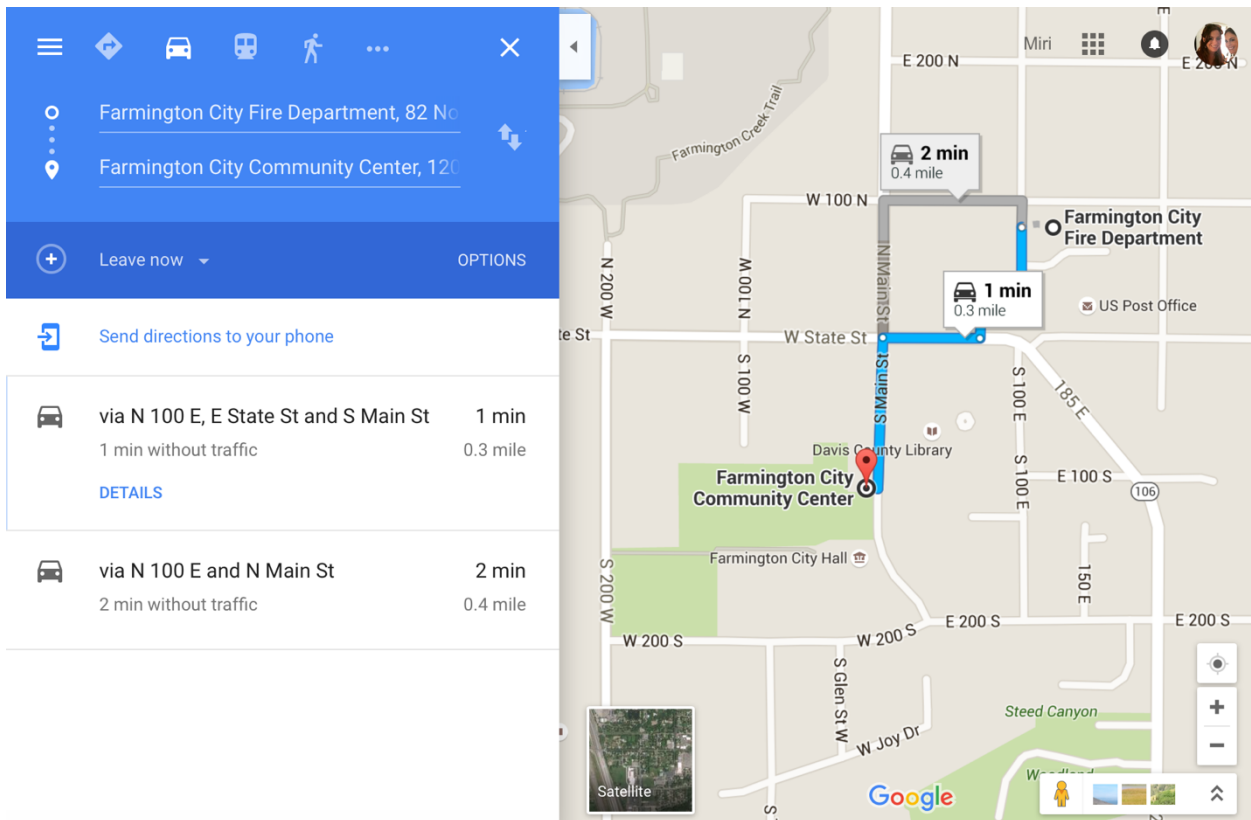 Farmington City Fire Department, 82 No
Farmington City Community Center, 120
Leave now
OPTIONS
Send directions to your phone
via N 100 E, E State St and S Main St
1 min
1 min without traffic
0.3 mile
DETAILS
via N 100 E and N Main St
2 min
2 min without traffic
0.4 mile
Miri
E 200 N
E 200 N
Farmington Creek Trail
2 min
0.4 mile
W 100 N
Farmington City
Fire Department
N 200 W
N 100 W
N Main St
1 min
0.3 mile
US Post Office
te St
W State St
S 100 W
S Main St
S 100 E
185 E
Davis County Library
Farmington City
Community Center
S 100 E
E 100 S
106
Farmington City Hall
S 200 W
150 E
W 200 S
W 200 S
E 200 S
E 200 S
S Glen St W
W Joy Dr
Steed Canyon
Satellite
Google